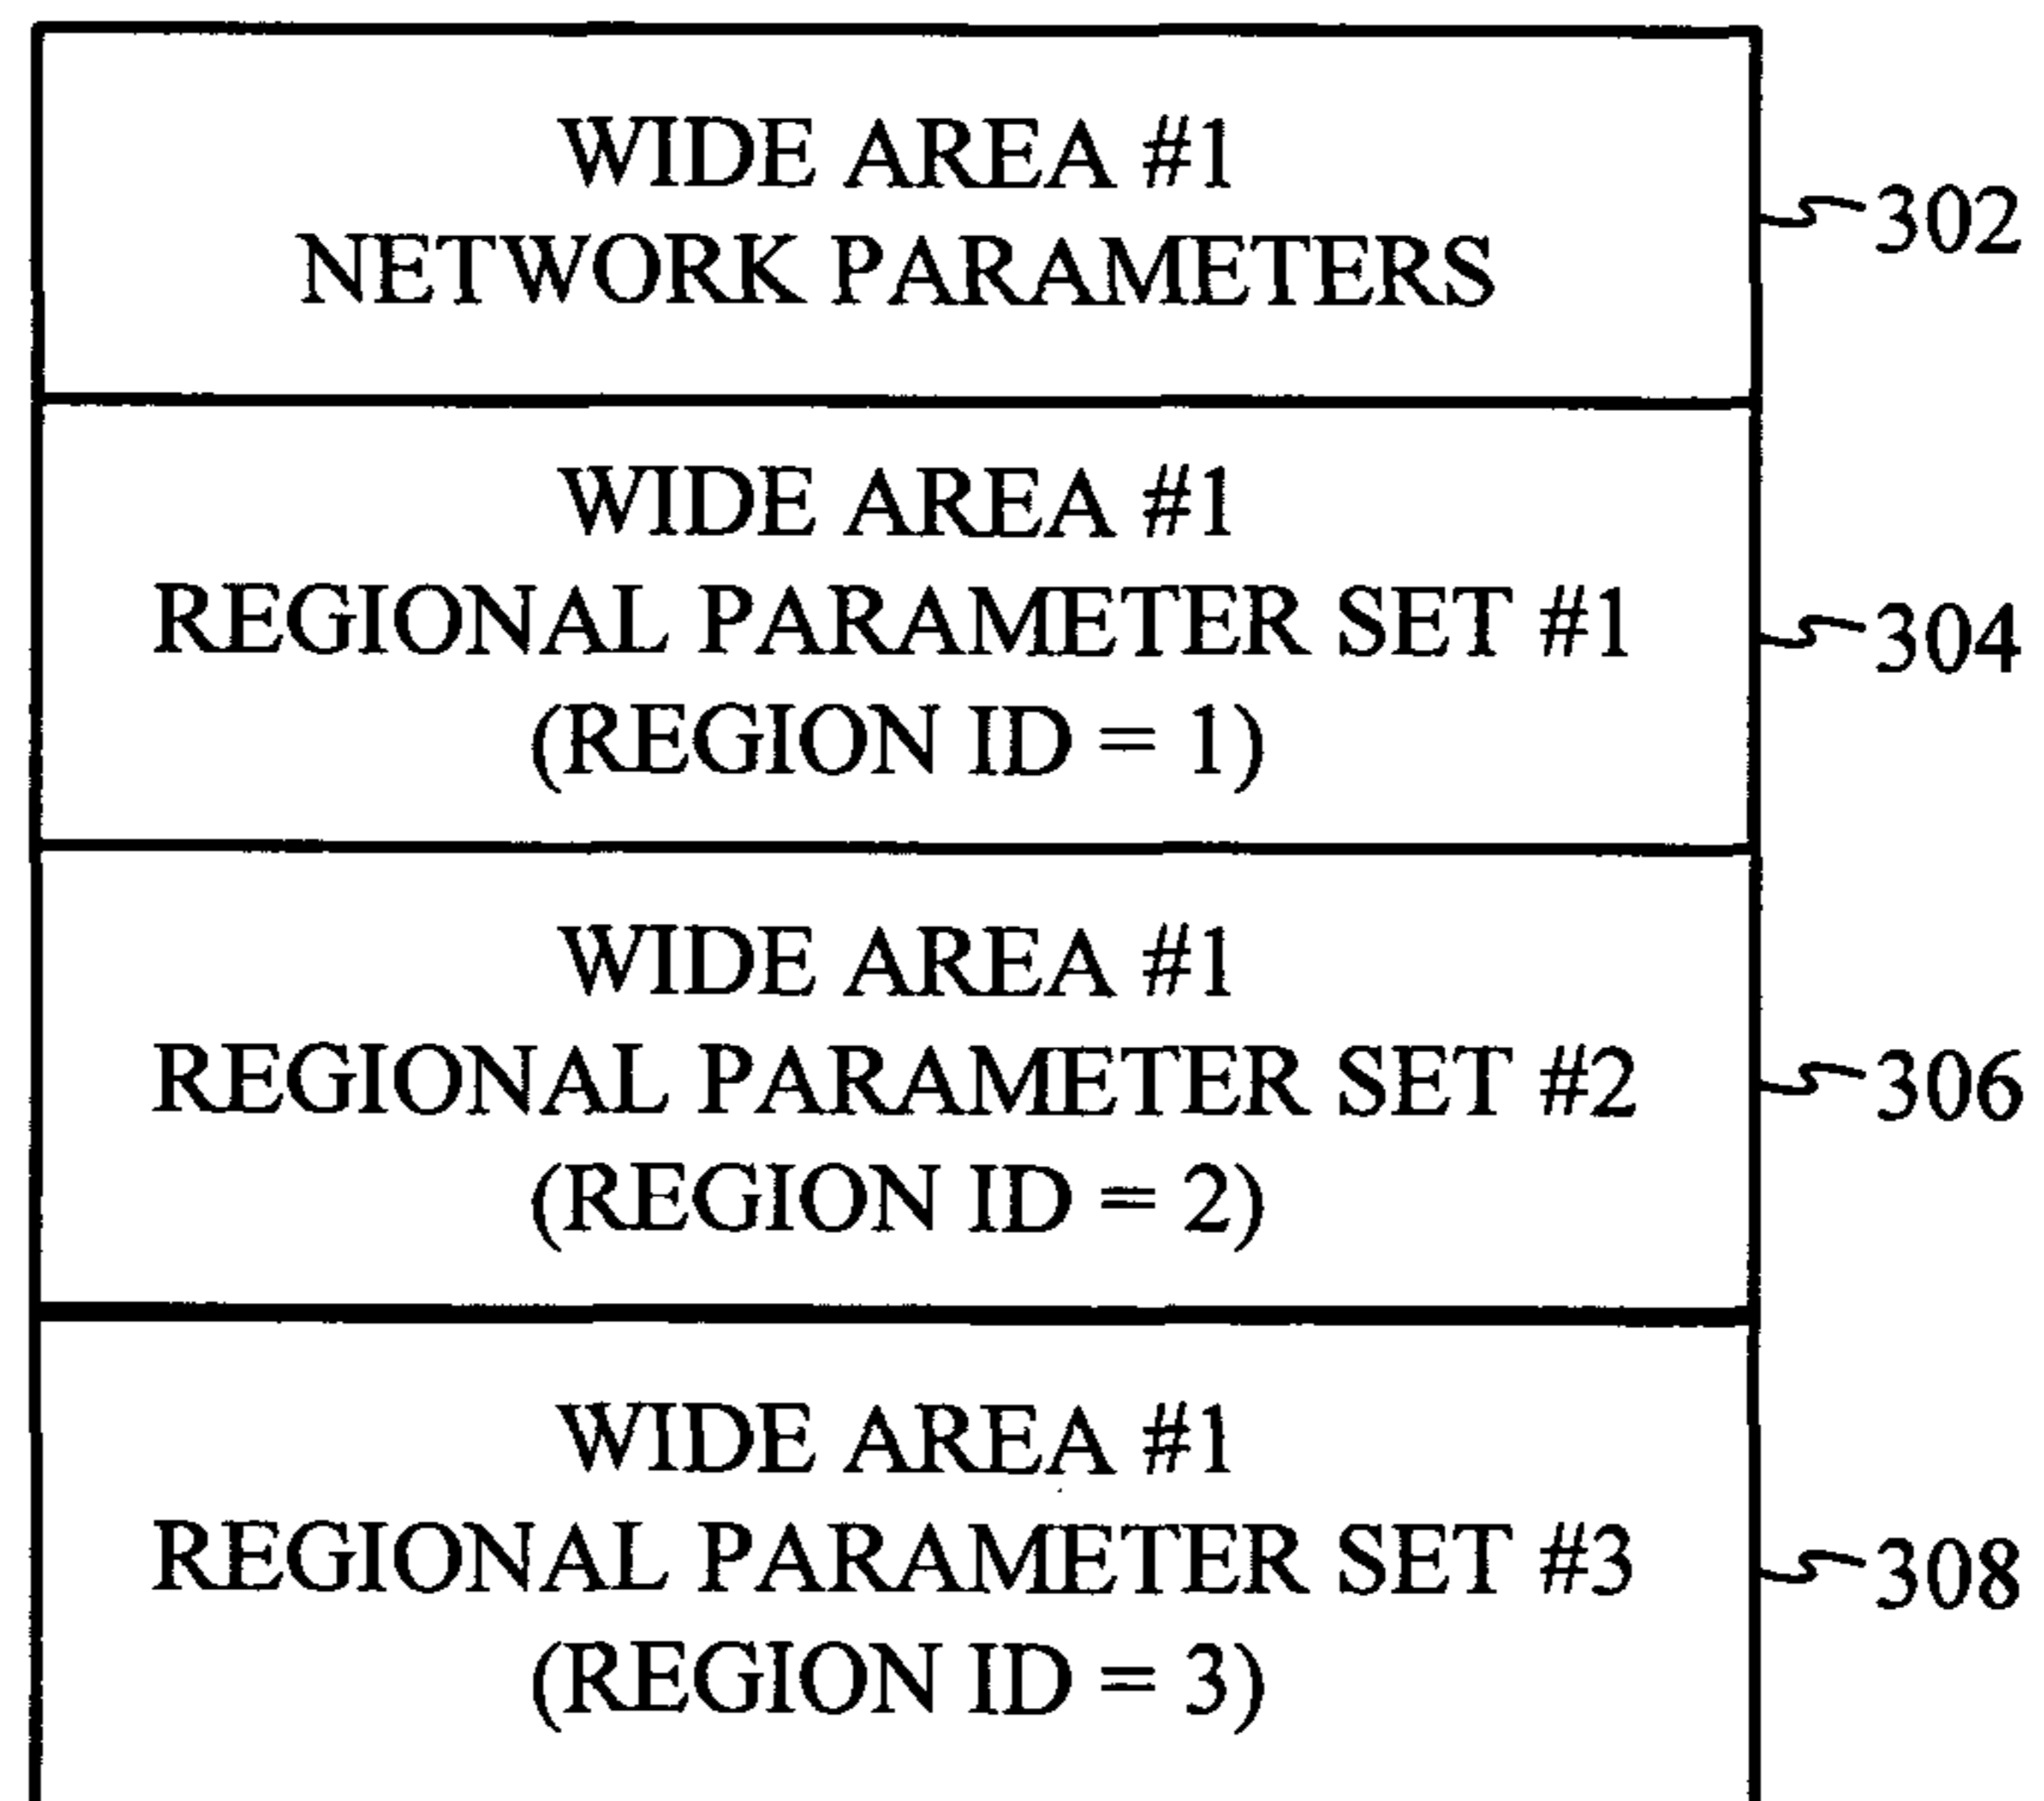 WIDE AREA #1
NETWORK PARAMETERS
302
WIDE AREA #1
REGIONAL PARAMETER SET #1
(REGION ID = 1)
304
WIDE AREA #1
REGIONAL PARAMETER SET #2
(REGION ID = 2)
306
WIDE AREA #1
REGIONAL PARAMETER SET #3
(REGION ID = 3)
308